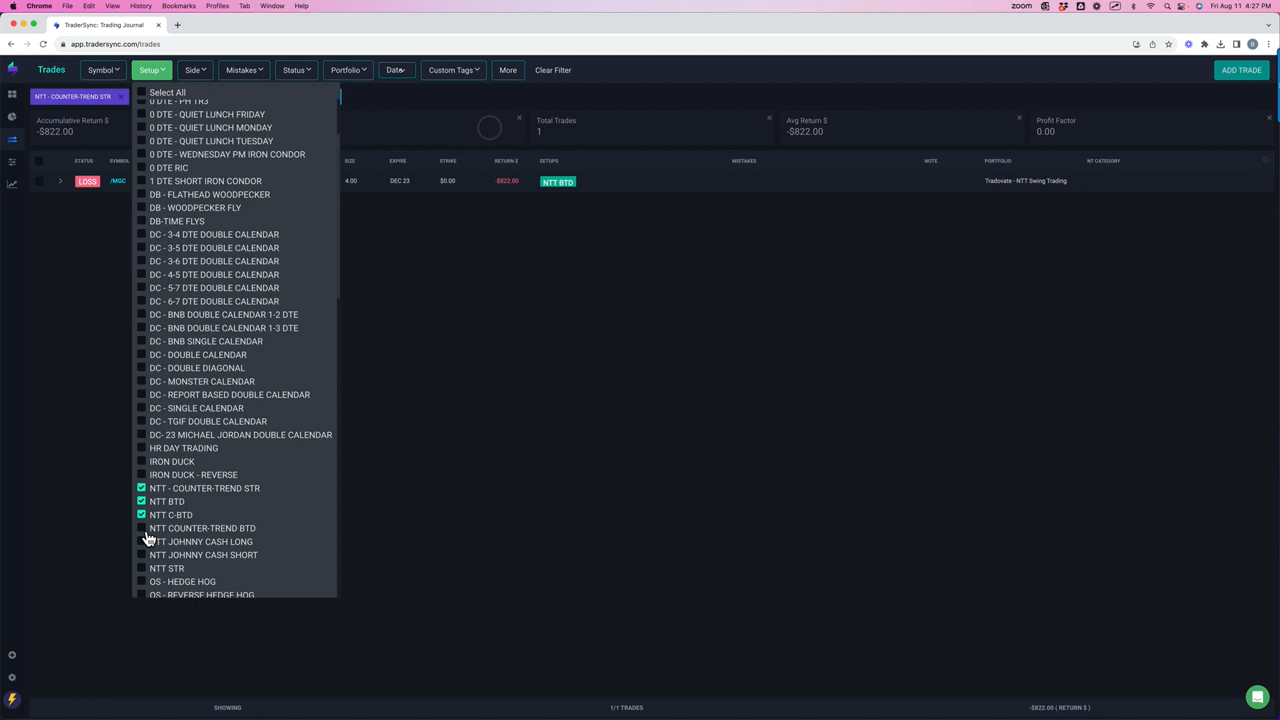 Chrome File Edit View History Bookmarks Profiles Tab Window Help
zoom Fri Aug 11 4:27 PM
TraderSync: Trading Journal
app.tradersync.com/trades
Trades Symbol Setup Side Mistakes Status Portfolio Date Custom Tags More Clear Filter ADD TRADE
NTT - COUNTER-TREND STR
Select All
0 DTE - PH TR3
0 DTE - QUIET LUNCH FRIDAY
0 DTE - QUIET LUNCH MONDAY
0 DTE - QUIET LUNCH TUESDAY
0 DTE - WEDNESDAY PM IRON CONDOR
0 DTE RIC
1 DTE SHORT IRON CONDOR
DB - FLATHEAD WOODPECKER
DB - WOODPECKER FLY
DB-TIME FLYS
DC - 3-4 DTE DOUBLE CALENDAR
DC - 3-5 DTE DOUBLE CALENDAR
DC - 3-6 DTE DOUBLE CALENDAR
DC - 4-5 DTE DOUBLE CALENDAR
DC - 5-7 DTE DOUBLE CALENDAR
DC - 6-7 DTE DOUBLE CALENDAR
DC - BNB DOUBLE CALENDAR 1-2 DTE
DC - BNB DOUBLE CALENDAR 1-3 DTE
DC - BNB SINGLE CALENDAR
DC - DOUBLE CALENDAR
DC - DOUBLE DIAGONAL
DC - MONSTER CALENDAR
DC - REPORT BASED DOUBLE CALENDAR
DC - SINGLE CALENDAR
DC - TGIF DOUBLE CALENDAR
DC- 23 MICHAEL JORDAN DOUBLE CALENDAR
HR DAY TRADING
IRON DUCK
IRON DUCK - REVERSE
NTT - COUNTER-TREND STR
NTT BTD
NTT C-BTD
NTT COUNTER-TREND BTD
NTT JOHNNY CASH LONG
NTT JOHNNY CASH SHORT
NTT STR
OS - HEDGE HOG
OS - REVERSE HEDGE HOG
Accumulative Return $ Total Trades Avg Return $ Profit Factor
-$822.00 1 -$822.00 0.00
STATUS SYMBOL SIZE EXPIRE STRIKE RETURN $ SETUPS MISTAKES NOTE PORTFOLIO NT CATEGORY
LOSS /MGC 4.00 DEC 23 $0.00 -$822.00 NTT BTD Tradovate - NTT Swing Trading
SHOWING 1/1 TRADES -$822.00 ( RETURN $ )